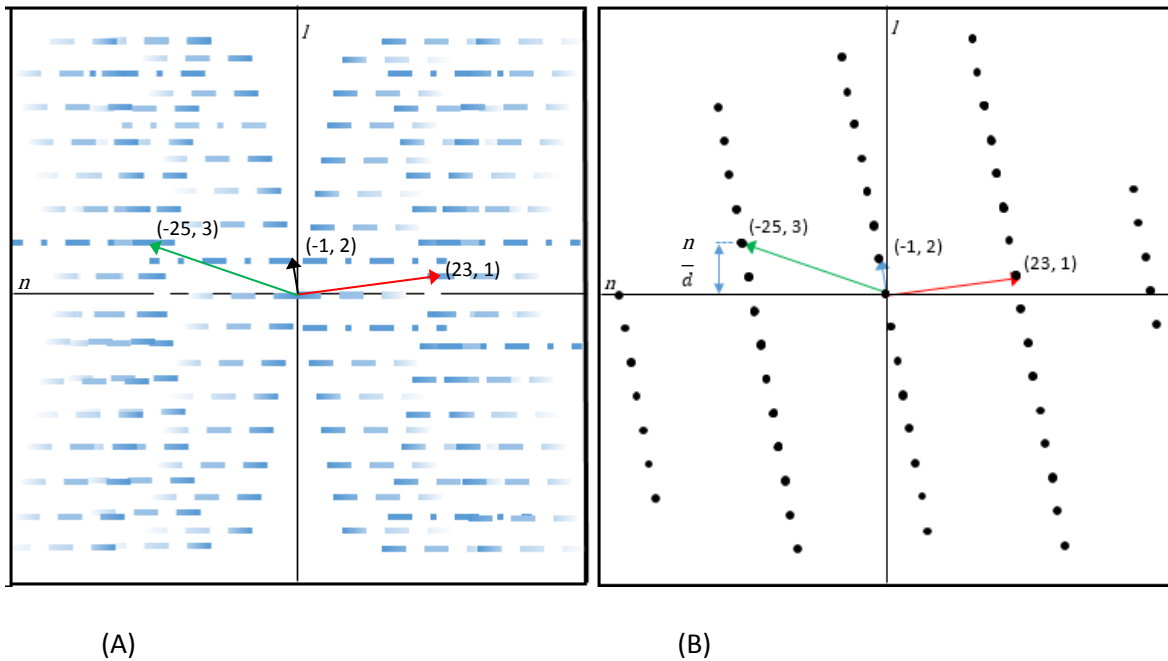 l
(-25, 3)
(-1, 2)
(23, 1)
n
(A)
l
(-25, 3)
n
d
(-1, 2)
(23, 1)
n
(B)